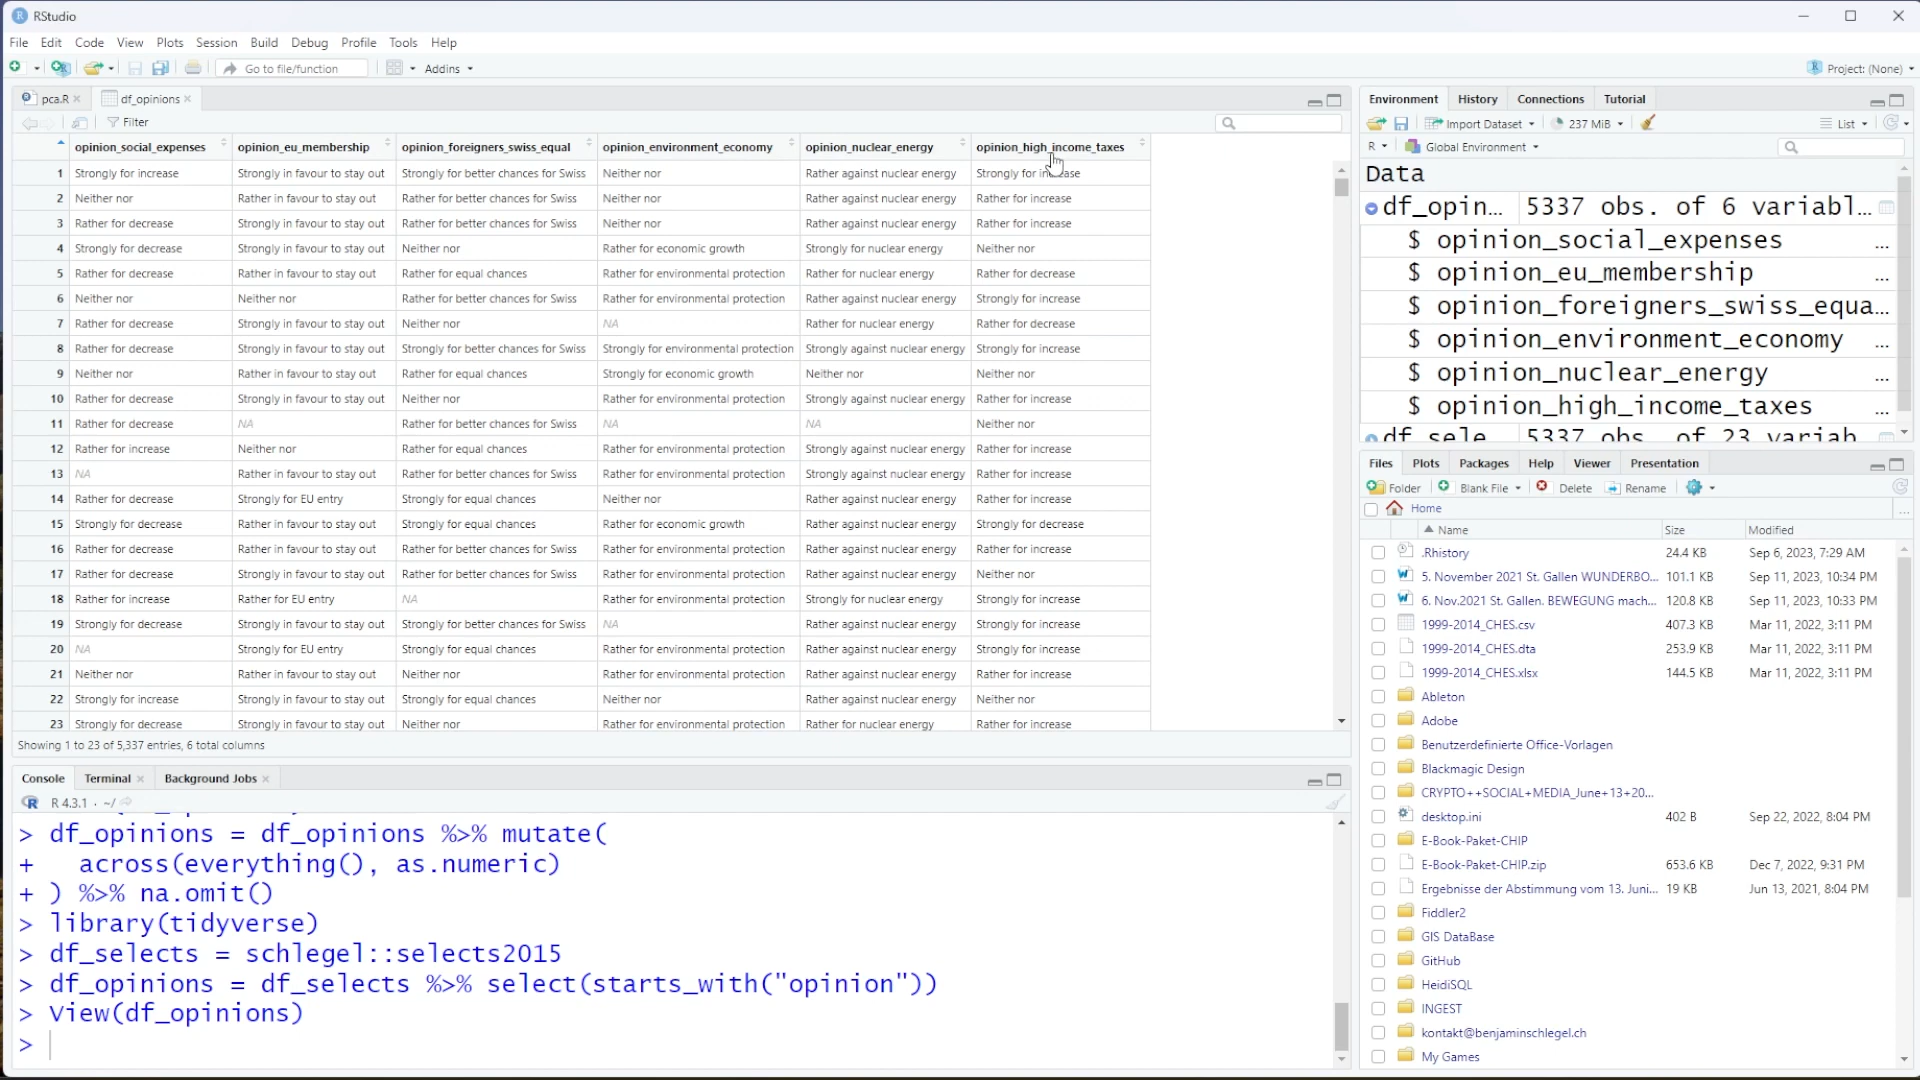 RStudio
File Edit Code View Plots Session Build Debug Profile Tools Help
Go to file/function Addins Project: (None)
pca.R df_opinions
Filter
opinion_social_expenses opinion_eu_membership opinion_foreigners_swiss_equal opinion_environment_economy opinion_nuclear_energy opinion_high_income_taxes
1 Strongly for increase Strongly in favour to stay out Strongly for better chances for Swiss Neither nor Rather against nuclear energy Strongly for increase
2 Neither nor Rather in favour to stay out Rather for better chances for Swiss Neither nor Rather against nuclear energy Rather for increase
3 Rather for decrease Strongly in favour to stay out Rather for better chances for Swiss Neither nor Rather against nuclear energy Rather for increase
4 Strongly for decrease Strongly in favour to stay out Neither nor Rather for economic growth Strongly for nuclear energy Neither nor
5 Rather for decrease Rather in favour to stay out Rather for equal chances Rather for environmental protection Rather for nuclear energy Rather for decrease
6 Neither nor Neither nor Rather for better chances for Swiss Rather for environmental protection Rather against nuclear energy Strongly for increase
7 Rather for decrease Strongly in favour to stay out Neither nor NA Rather for nuclear energy Rather for decrease
8 Rather for decrease Strongly in favour to stay out Strongly for better chances for Swiss Strongly for environmental protection Strongly against nuclear energy Strongly for increase
9 Neither nor Rather in favour to stay out Rather for equal chances Strongly for economic growth Neither nor Neither nor
10 Rather for decrease Strongly in favour to stay out Neither nor Rather for environmental protection Strongly against nuclear energy Rather for increase
11 Rather for decrease NA Rather for better chances for Swiss NA NA Neither nor
12 Rather for increase Neither nor Rather for equal chances Rather for environmental protection Strongly against nuclear energy Rather for increase
13 NA Rather in favour to stay out Rather for better chances for Swiss Rather for environmental protection Strongly against nuclear energy Rather for increase
14 Rather for decrease Strongly for EU entry Strongly for equal chances Neither nor Rather against nuclear energy Rather for increase
15 Strongly for decrease Rather in favour to stay out Strongly for equal chances Rather for economic growth Rather against nuclear energy Strongly for decrease
16 Rather for decrease Rather in favour to stay out Rather for better chances for Swiss Rather for environmental protection Rather against nuclear energy Rather for increase
17 Rather for decrease Strongly in favour to stay out Rather for better chances for Swiss Rather for environmental protection Rather against nuclear energy Neither nor
18 Rather for increase Rather for EU entry NA Rather for environmental protection Strongly for nuclear energy Strongly for increase
19 Strongly for decrease Strongly in favour to stay out Strongly for better chances for Swiss NA Rather against nuclear energy Strongly for increase
20 NA Strongly for EU entry Strongly for equal chances Rather for environmental protection Rather against nuclear energy Strongly for increase
21 Neither nor Rather in favour to stay out Neither nor Rather for environmental protection Rather against nuclear energy Rather for increase
22 Strongly for increase Strongly in favour to stay out Strongly for equal chances Neither nor Rather against nuclear energy Neither nor
23 Strongly for decrease Strongly in favour to stay out Neither nor Rather for environmental protection Rather for nuclear energy Rather for increase
Showing 1 to 23 of 5,337 entries, 6 total columns
Console Terminal Background Jobs
R 4.3.1 · ~/
> df_opinions = df_opinions %>% mutate(
+ across(everything(), as.numeric)
+ ) %>% na.omit()
> library(tidyverse)
> df_selects = schlegel::selects2015
> df_opinions = df_selects %>% select(starts_with("opinion"))
> View(df_opinions)
>
Environment History Connections Tutorial
Import Dataset 237 MiB List
R Global Environment
Data
df_opin... 5337 obs. of 6 variabl...
$ opinion_social_expenses ...
$ opinion_eu_membership ...
$ opinion_foreigners_swiss_equa...
$ opinion_environment_economy ...
$ opinion_nuclear_energy ...
$ opinion_high_income_taxes ...
df_sele 5337 obs. of 23 variab
Files Plots Packages Help Viewer Presentation
Folder Blank File Delete Rename
Home ...
Name Size Modified
.Rhistory 24.4 KB Sep 6, 2023, 7:29 AM
5. November 2021 St. Gallen WUNDERBO... 101.1 KB Sep 11, 2023, 10:34 PM
6. Nov.2021 St. Gallen. BEWEGUNG mach... 120.8 KB Sep 11, 2023, 10:33 PM
1999-2014_CHES.csv 407.3 KB Mar 11, 2022, 3:11 PM
1999-2014_CHES.dta 253.9 KB Mar 11, 2022, 3:11 PM
1999-2014_CHES.xlsx 144.5 KB Mar 11, 2022, 3:11 PM
Ableton
Adobe
Benutzerdefinierte Office-Vorlagen
Blackmagic Design
CRYPTO++SOCIAL+MEDIA_June+13+20...
desktop.ini 402 B Sep 22, 2022, 8:04 PM
E-Book-Paket-CHIP
E-Book-Paket-CHIP.zip 653.6 KB Dec 7, 2022, 9:31 PM
Ergebnisse der Abstimmung vom 13. Juni... 19 KB Jun 13, 2021, 8:04 PM
Fiddler2
GIS DataBase
GitHub
HeidiSQL
INGEST
kontakt@benjaminschlegel.ch
My Games